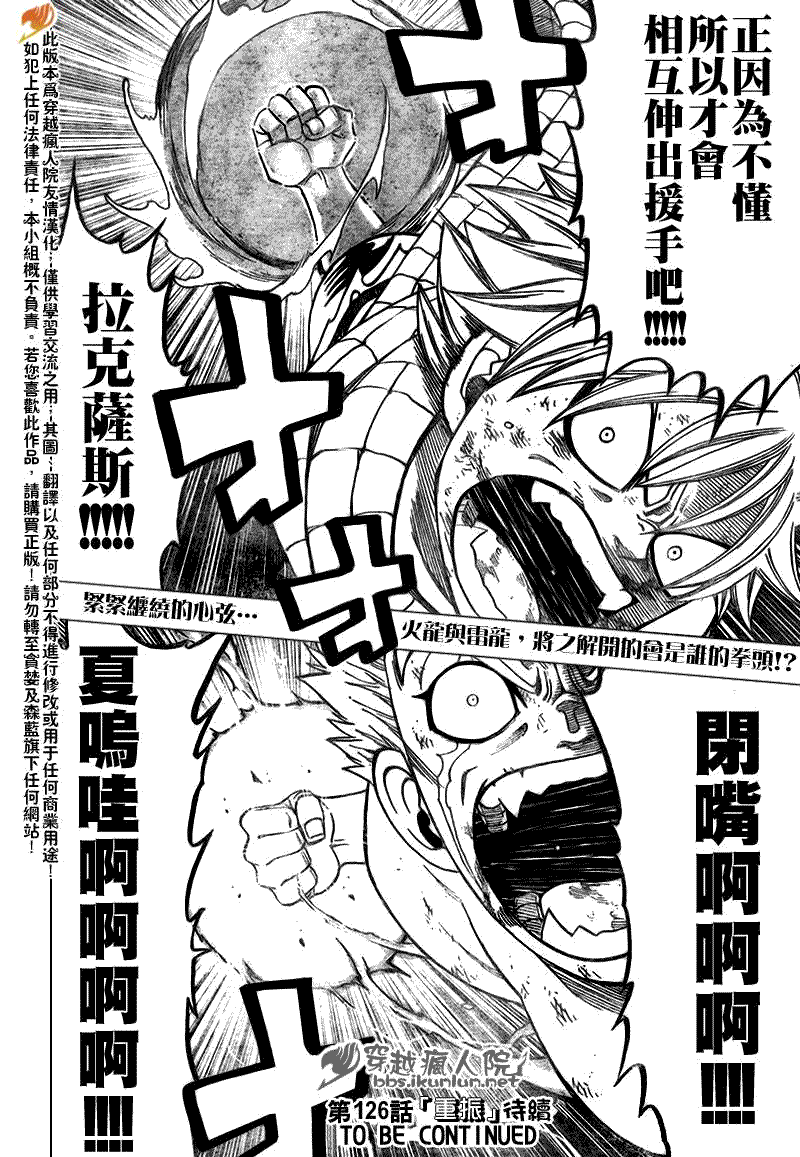 正因為不懂
所以才會
相互伸出援手吧!!!!!
拉克薩斯!!!!!
緊緊纏繞的心弦…
火龍與雷龍，將之解開的會是誰的拳頭!?
閉嘴啊啊啊!!!!
夏嗚哇啊啊啊啊!!!!
此版本爲穿越瘋人院友情漢化…僅供學習交流之用…其圖…翻譯以及任何部分不得進行修改或用于任何商業用途！
如犯上任何法律責任，本小組概不負責。若您喜歡此作品，請購買正版！請勿轉至貪婪及森藍旗下任何網站！
穿越瘋人院
bbs.ikunlun.net
第126話「重振」待續
TO BE CONTINUED